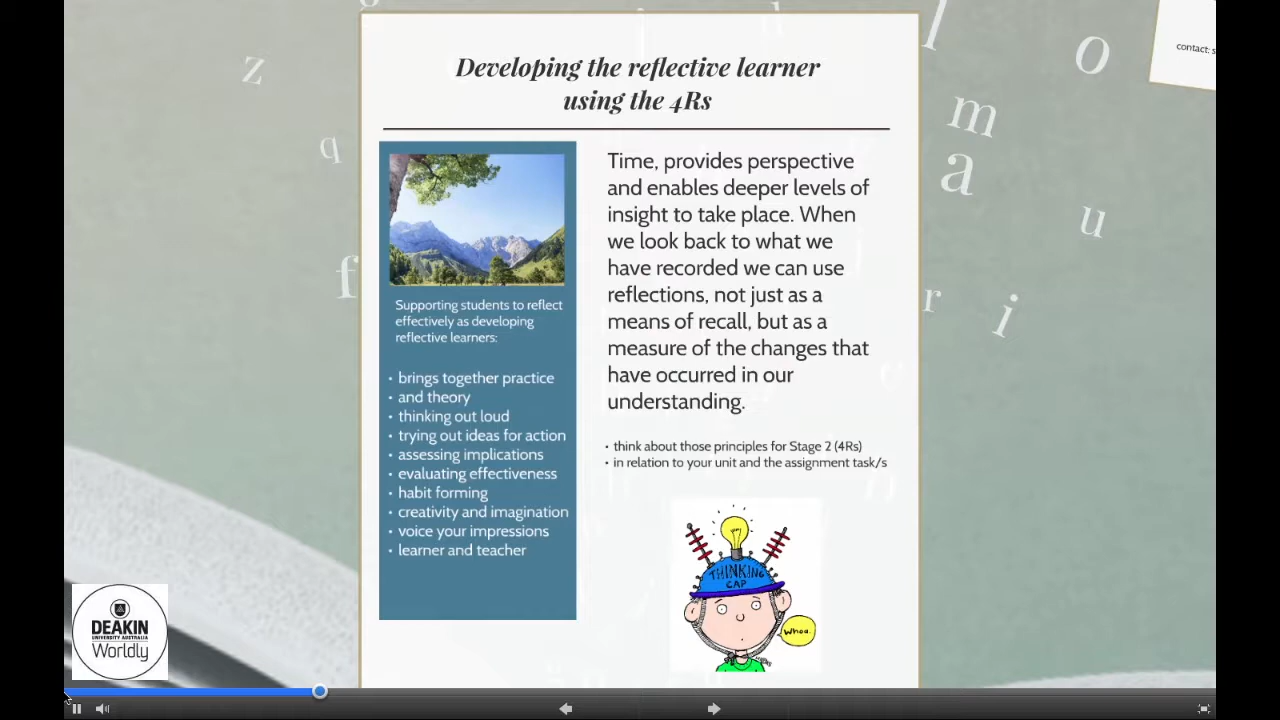 Developing the reflective learner
using the 4Rs
Time, provides perspective
and enables deeper levels of
insight to take place. When
we look back to what we
have recorded we can use
reflections, not just as a
means of recall, but as a
measure of the changes that
have occurred in our
understanding.
• think about those principles for Stage 2 (4Rs)
• in relation to your unit and the assignment task/s
Supporting students to reflect
effectively as developing
reflective learners:
• brings together practice
• and theory
• thinking out loud
• trying out ideas for action
• assessing implications
• evaluating effectiveness
• habit forming
• creativity and imagination
• voice your impressions
• learner and teacher
THINKING
CAP
Whoa.
DEAKIN
UNIVERSITY AUSTRALIA
Worldly
contact: s
z
q
f
l
o
m
a
u
r
i